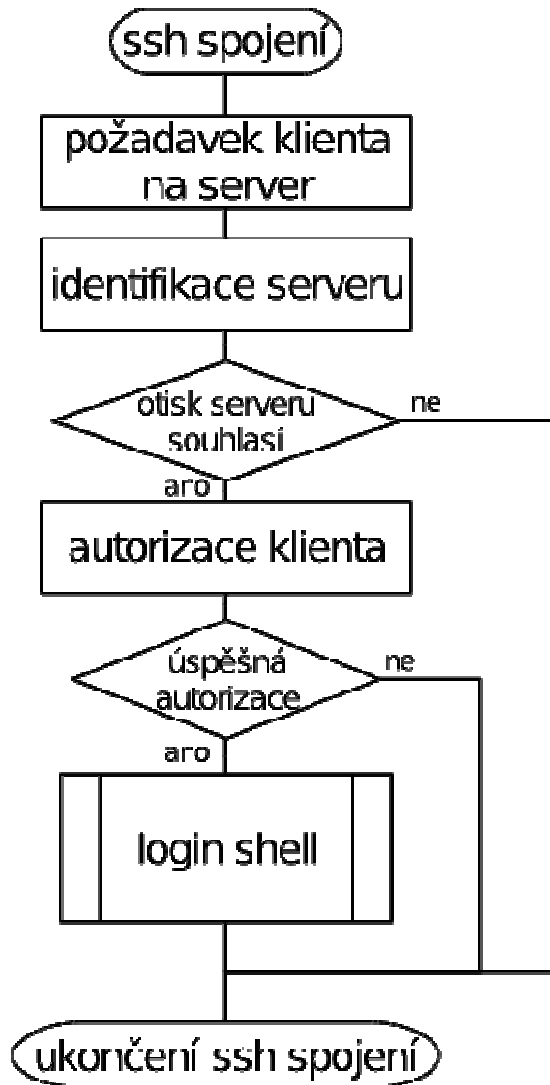 ssh spojení
požadavek klienta
na server
identifikace serveru
otisk serveru
souhlasí
ne
aro
autorizace klienta
úspěšná
autorizace
ne
aro
login shell
ukončení ssh spojení